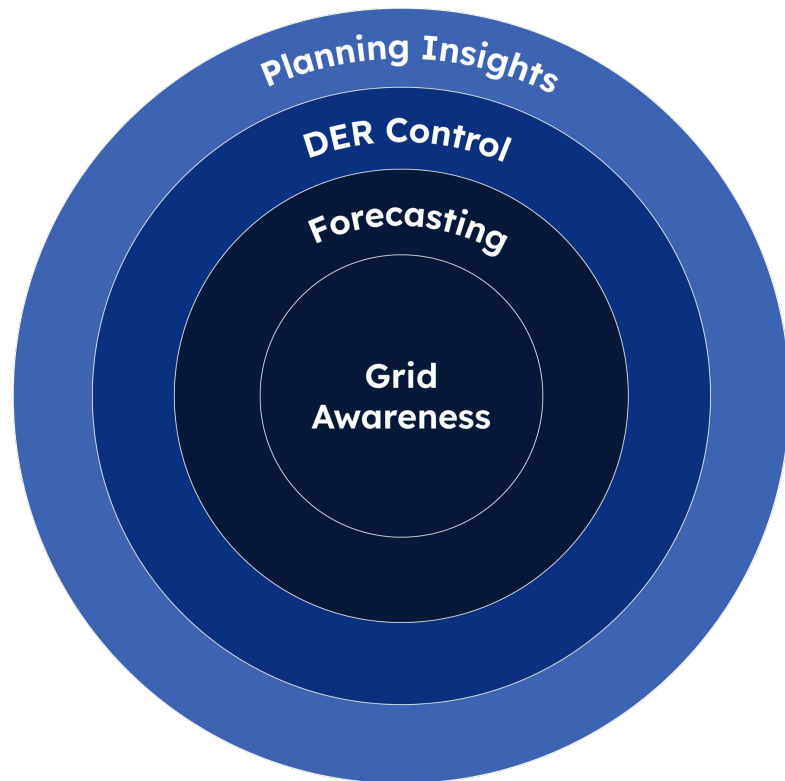 Planning Insights
DER Control
Forecasting
Grid
Awareness